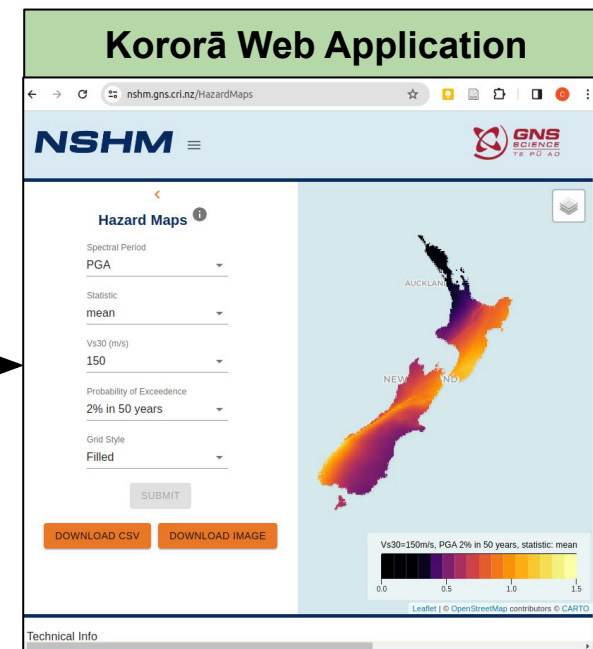 Kororā Web Application
nshm.gns.cri.nz/HazardMaps
C
NSHM
GNS
SCIENCE
TE PŪ AO
Hazard Maps
Spectral Period
PGA
Statistic
mean
Vs30 (m/s)
150
Probability of Exceedence
2% in 50 years
Grid Style
Filled
SUBMIT
DOWNLOAD CSV
DOWNLOAD IMAGE
AUCKLAND
NEW ZEALAND
Vs30=150m/s, PGA 2% in 50 years, statistic: mean
0.0 0.5 1.0 1.5
Leaflet | © OpenStreetMap contributors © CARTO
Technical Info